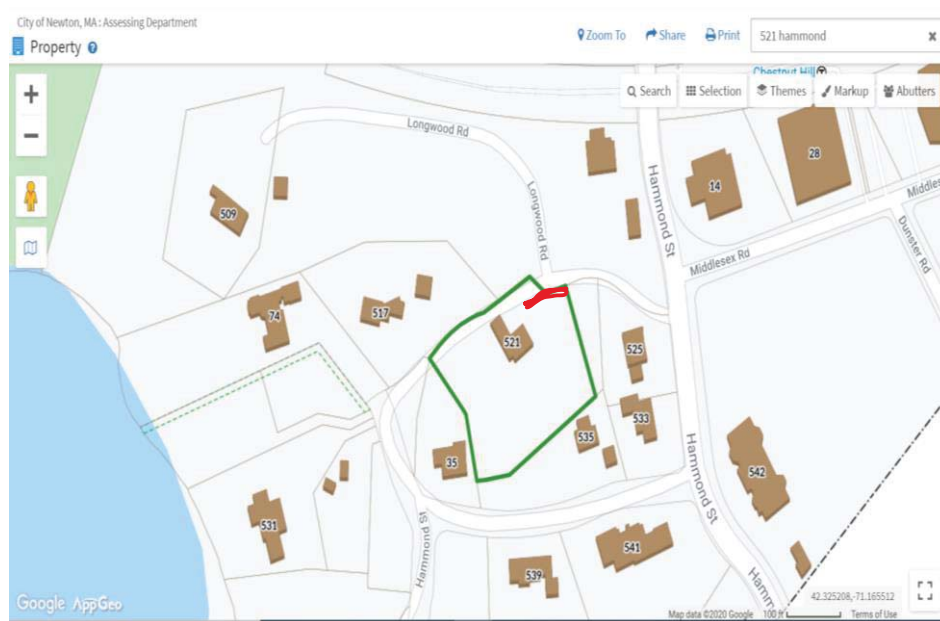 City of Newton, MA : Assessing Department
Property ?
Zoom To Share Print 521 hammond ×
Chestnut Hill
+ Search Selection Themes Markup Abutters
−
Longwood Rd
28
Hammond St
14
Longwood Rd
Middlesex
509
Dunster Rd
Middlesex Rd
74
517
521
525
533
535
35
Hammond St
542
531
Hammond St
541
539
Hamm
42.325208,-71.165512
Google AppGeo
Map data ©2020 Google 100 ft Terms of Use